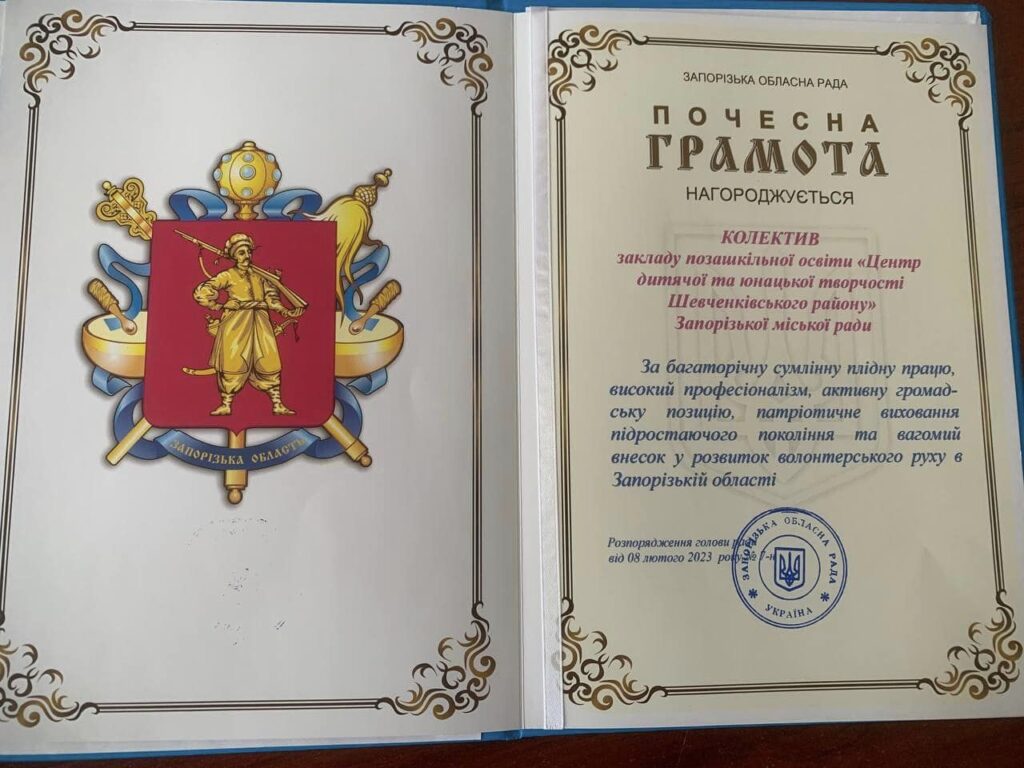 ЗАПОРІЗЬКА ОБЛАСТЬ
ЗАПОРІЗЬКА ОБЛАСНА РАДА
ПОЧЕСНА
ГРАМОТА
НАГОРОДЖУЄТЬСЯ
КОЛЕКТИВ
закладу позашкільної освіти «Центр
дитячої та юнацької творчості
Шевченківського району»
Запорізької міської ради
За багаторічну сумлінну плідну працю,
високий професіоналізм, активну громад-
ську позицію, патріотичне виховання
підростаючого покоління та вагомий
внесок у розвиток волонтерського руху в
Запорізькій області
Розпорядження голови
від 08 лютого 2023 року №
ЗАПОРІЗЬКА ОБЛАСНА РАДА
УКРАЇНА